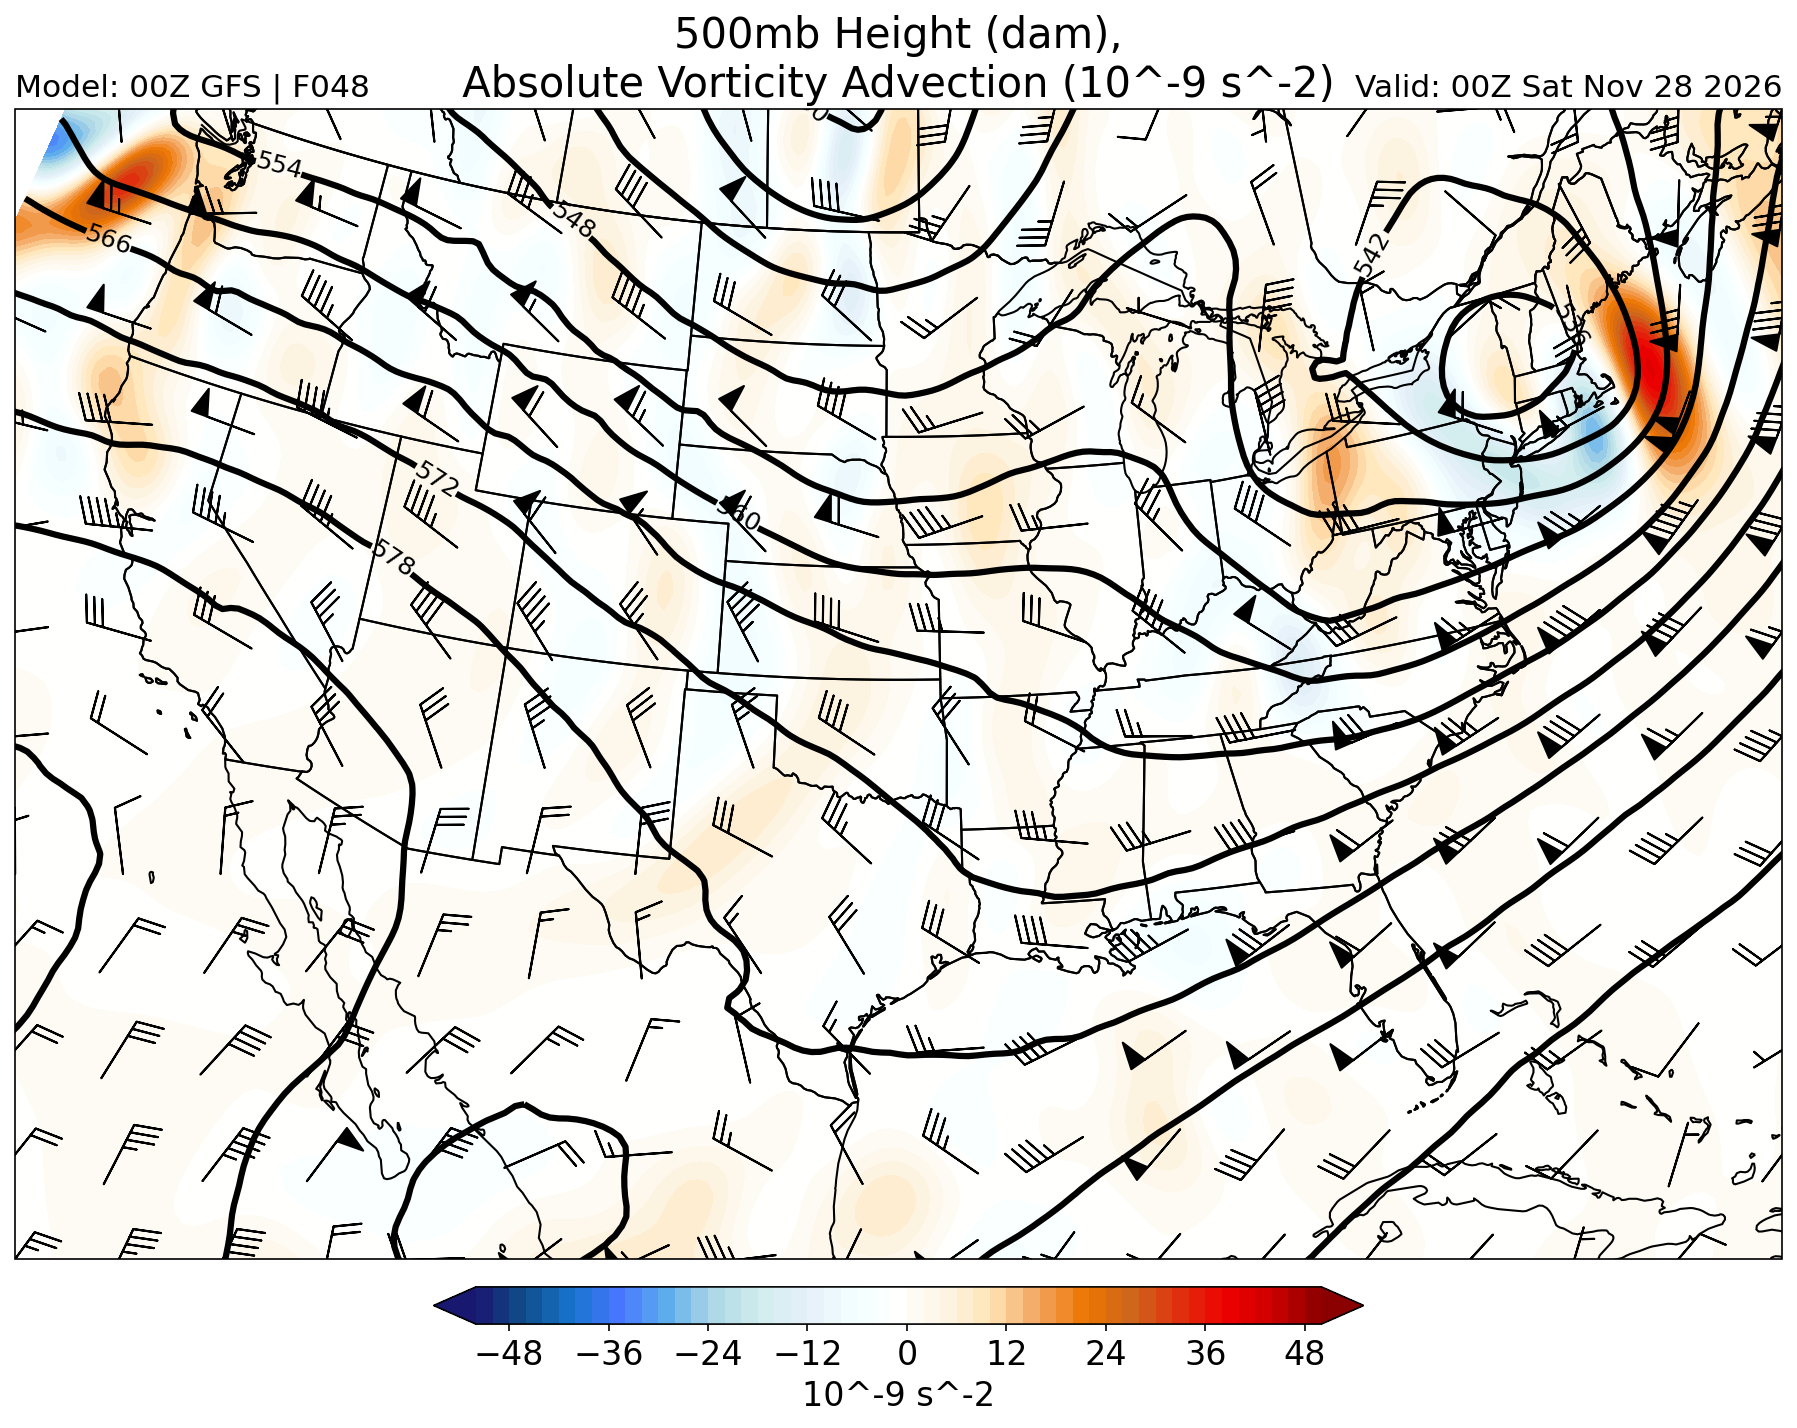 500mb Height (dam),
Model: 00Z GFS | F048
Absolute Vorticity Advection (10^-9 s^-2)
Valid: 00Z Sat Nov 28 2026
554
548
566
542
572
560
578
−48 −36 −24 −12 0 12 24 36 48
10^-9 s^-2